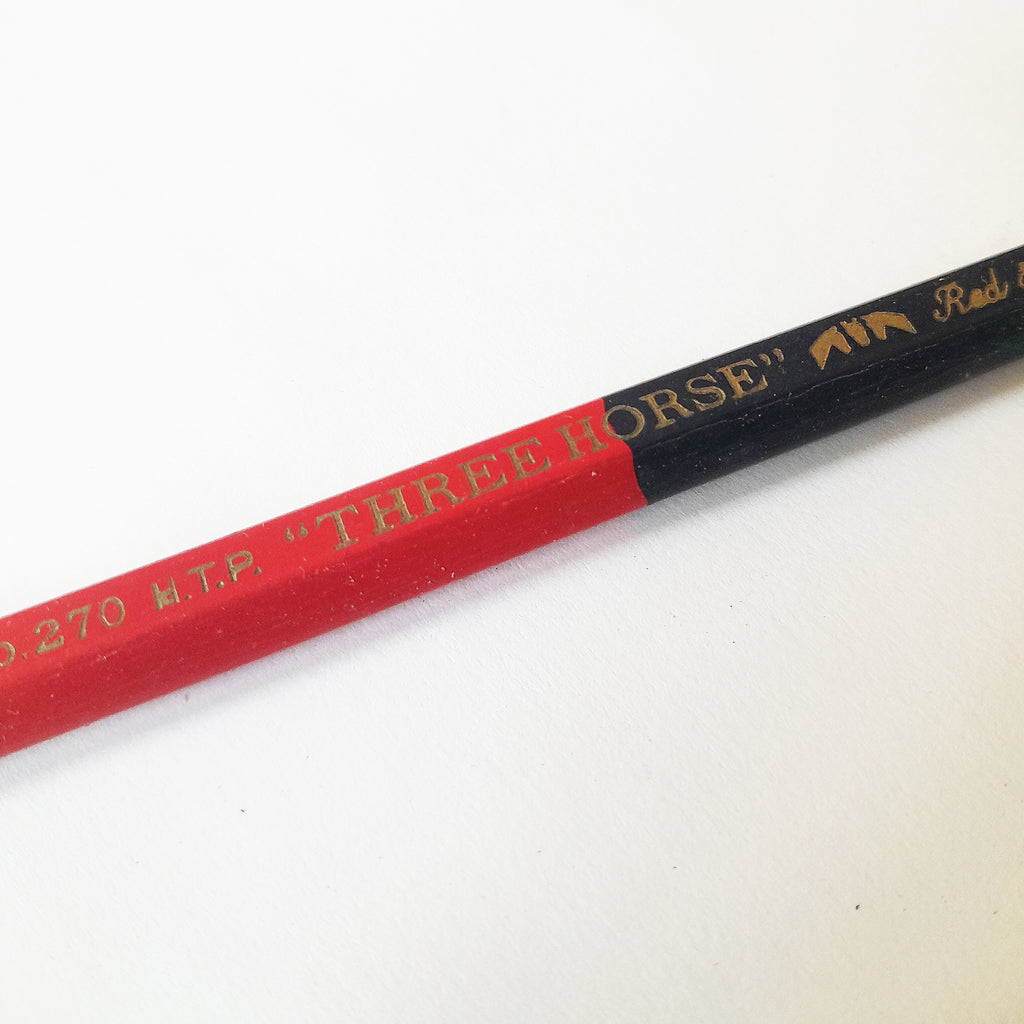 o.270 H.T.P. “THREE HORSE” Red &